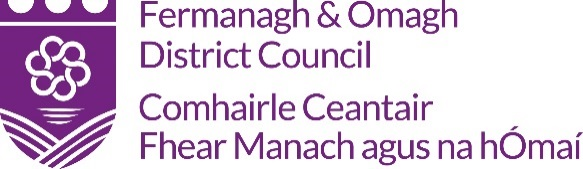 Fermanagh & Omagh
District Council
Comhairle Ceantair
Fhear Manach agus na hÓmaí